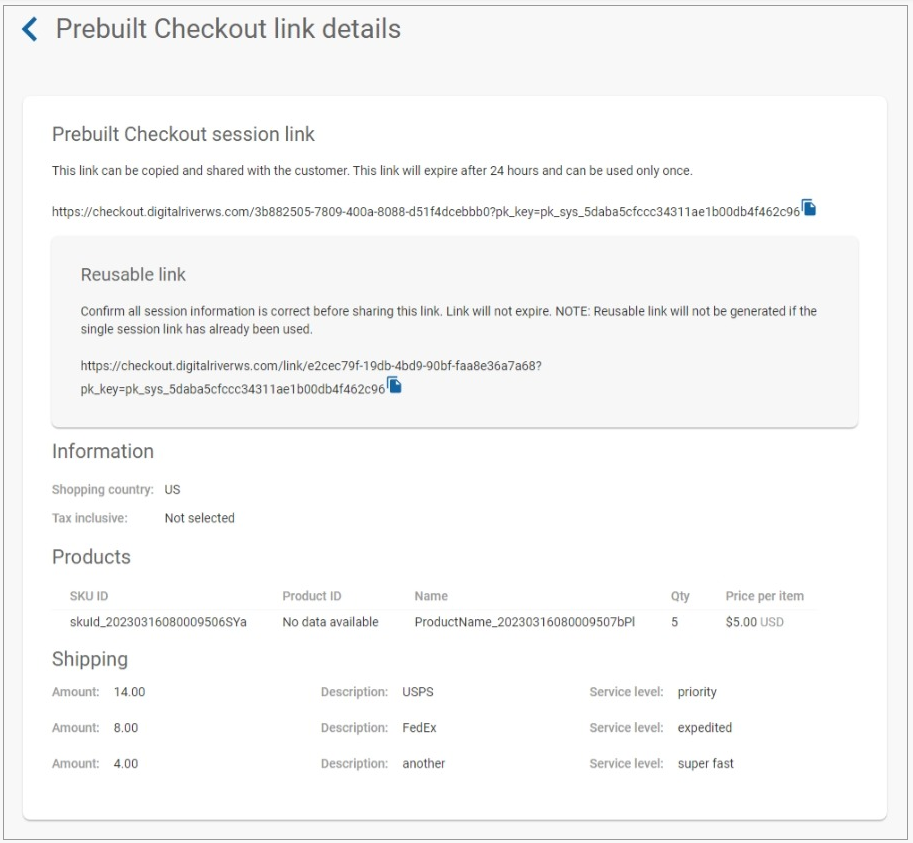 Prebuilt Checkout link details
Prebuilt Checkout session link
This link can be copied and shared with the customer. This link will expire after 24 hours and can be used only once.
https://checkout.digitalriverws.com/3b882505-7809-400a-8088-d51f4dcebbb0?pk_key=pk_sys_5daba5cfccc34311ae1b00db4f462c96
Reusable link
Confirm all session information is correct before sharing this link. Link will not expire. NOTE: Reusable link will not be generated if the
single session link has already been used.
https://checkout.digitalriverws.com/link/e2cec79f-19db-4bd9-90bf-faa8e36a7a68?
pk_key=pk_sys_5daba5cfccc34311ae1b00db4f462c96
Information
Shopping country: US
Tax inclusive: Not selected
Products
SKU ID Product ID Name Qty Price per item
skuId_20230316080009506SYa No data available ProductName_20230316080009507bPl 5 $5.00 USD
Shipping
Amount: 14.00 Description: USPS Service level: priority
Amount: 8.00 Description: FedEx Service level: expedited
Amount: 4.00 Description: another Service level: super fast